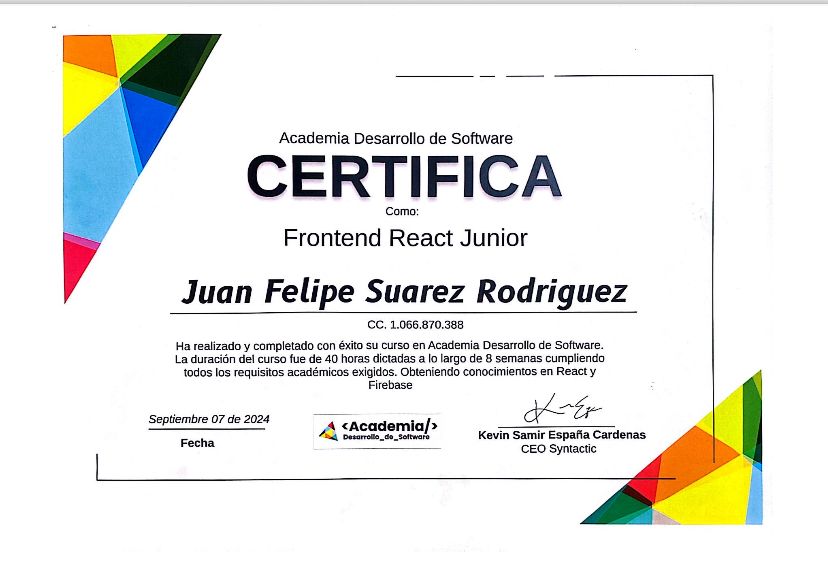 Academia Desarrollo de Software
CERTIFICA
Como:
Frontend React Junior
Juan Felipe Suarez Rodriguez
CC. 1.066.870.388
Ha realizado y completado con éxito su curso en Academia Desarrollo de Software.
La duración del curso fue de 40 horas dictadas a lo largo de 8 semanas cumpliendo
todos los requisitos académicos exigidos. Obteniendo conocimientos en React y
Firebase
Septiembre 07 de 2024
Fecha
<Academia/>
Desarrollo_de_Software
Kevin Samir España Cardenas
CEO Syntactic